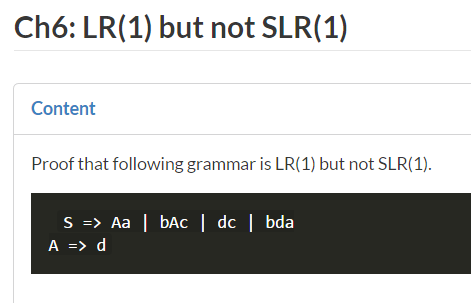 Ch6: LR(1) but not SLR(1)
Content
Proof that following grammar is LR(1) but not SLR(1).
S => Aa | bAc | dc | bda
A => d